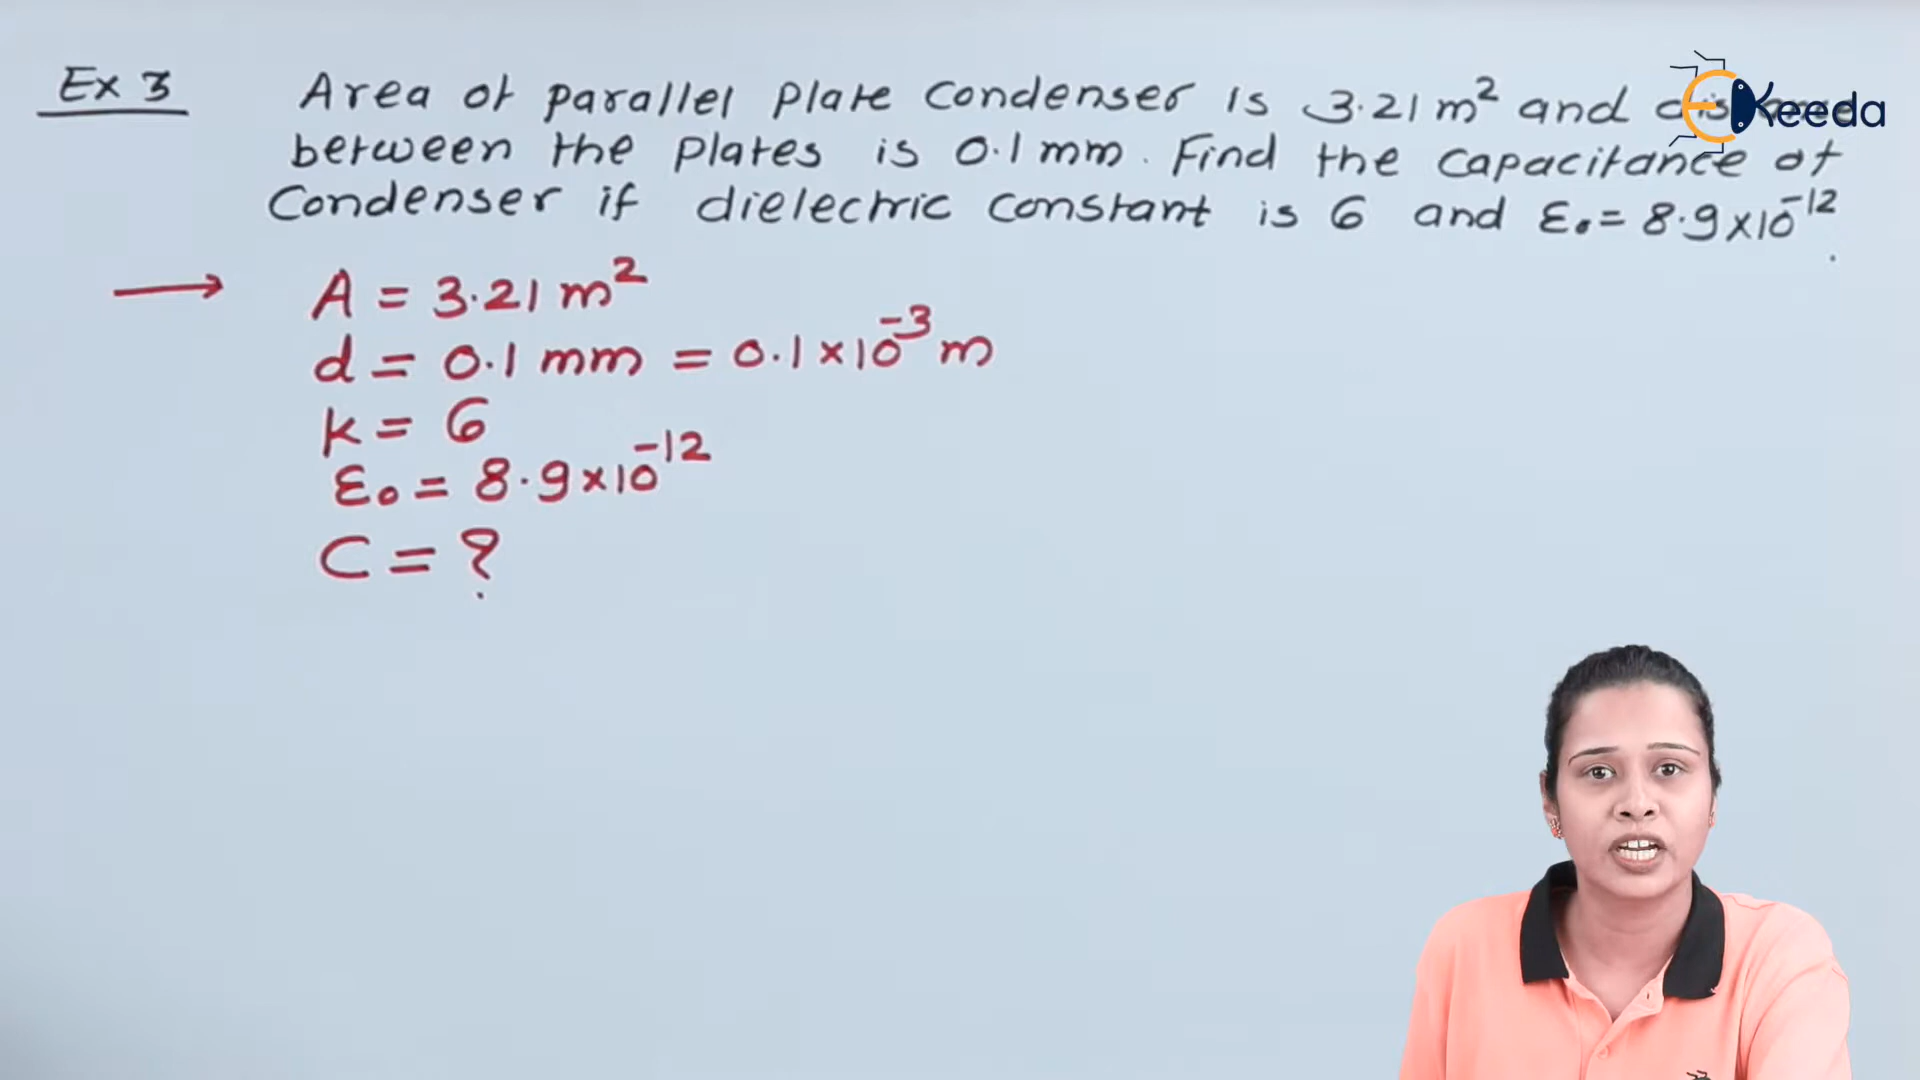 Ex 3 Area of parallel plate condenser is 3.21 m² and
EKeeda
between the plates is 0.1 mm. Find the capacitance of
condenser if dielectric constant is 6 and ε₀ = 8.9×10⁻¹²
→ A = 3.21 m²
d = 0.1 mm = 0.1×10⁻³ m
k = 6
ε₀ = 8.9×10⁻¹²
C = ?